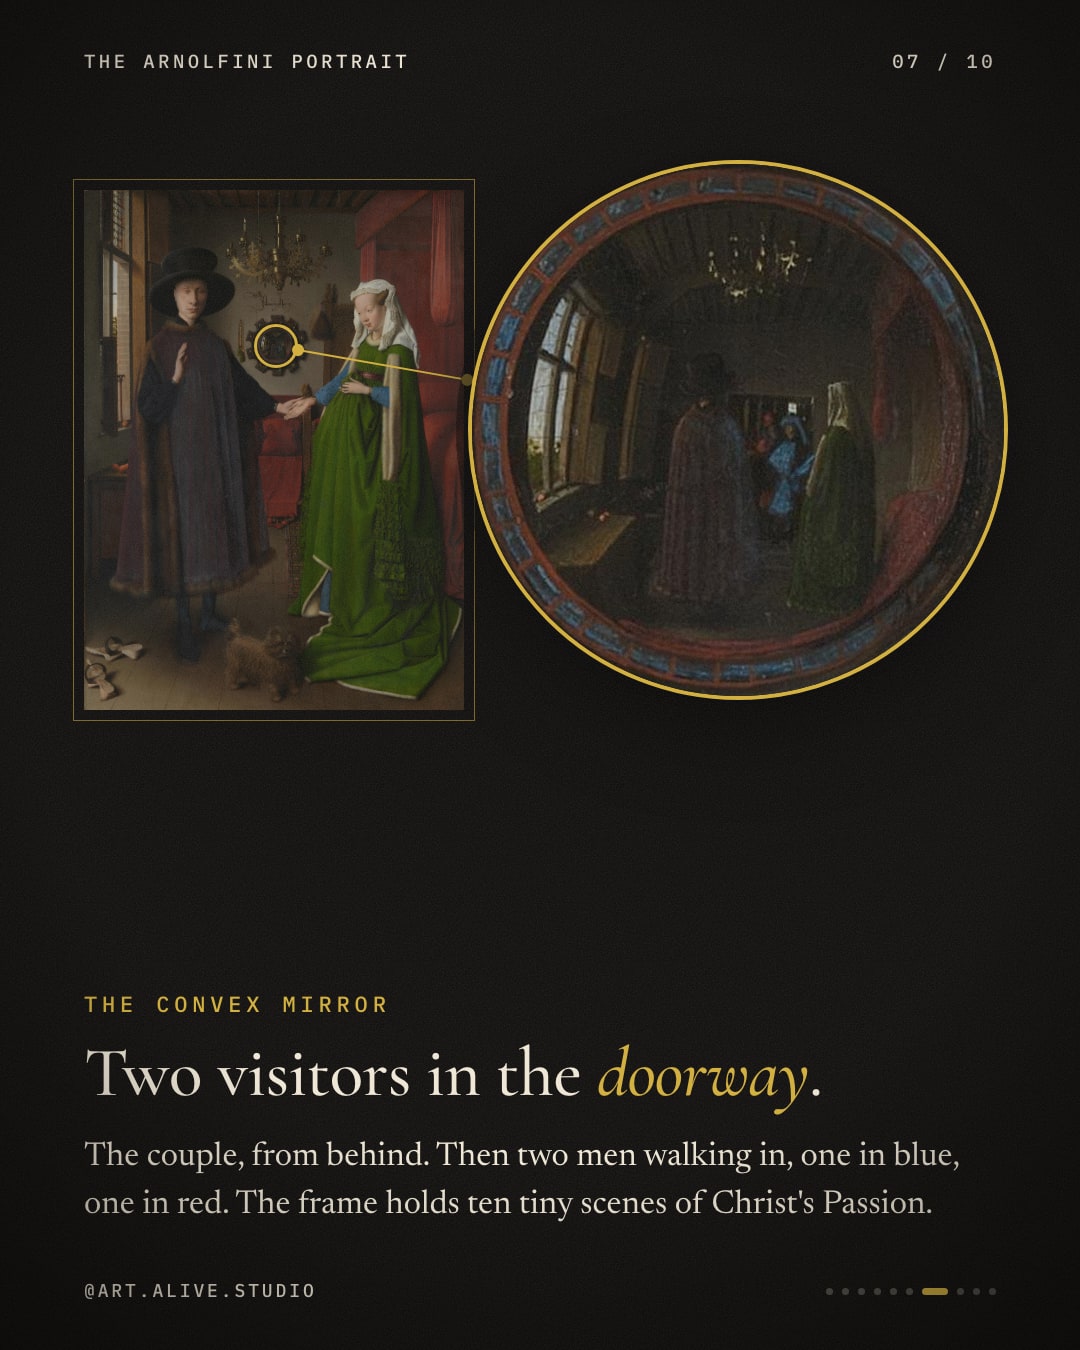 THE ARNOLFINI PORTRAIT
07 / 10
THE CONVEX MIRROR
Two visitors in the doorway.
The couple, from behind. Then two men walking in, one in blue,
one in red. The frame holds ten tiny scenes of Christ's Passion.
@ART.ALIVE.STUDIO